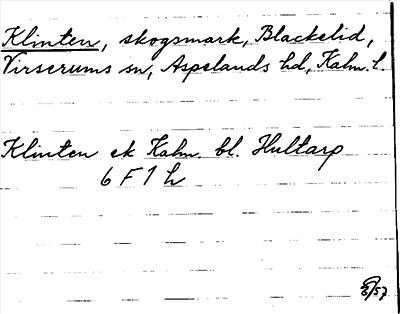 Klinten, skogsmark, Blackelid,
Virserums sn, Aspelands hd, Kalm. l.
Klinten ek Kalm. bl. Hultarp
6 F 1 h